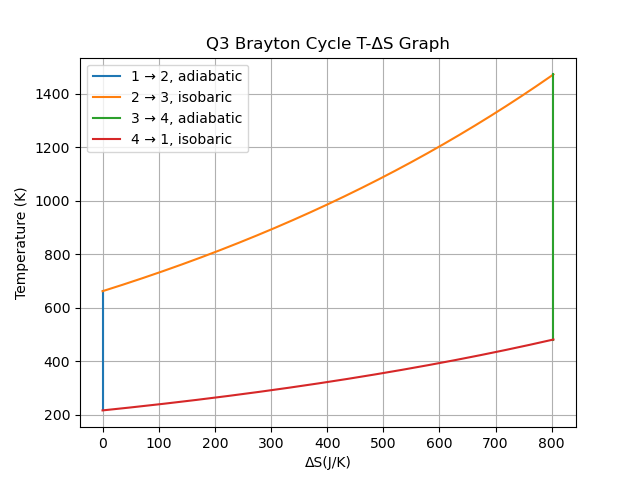 Q3 Brayton Cycle T-ΔS Graph
1 → 2, adiabatic
2 → 3, isobaric
3 → 4, adiabatic
4 → 1, isobaric
Temperature (K)
1400
1200
1000
800
600
400
200
0 100 200 300 400 500 600 700 800
ΔS(J/K)